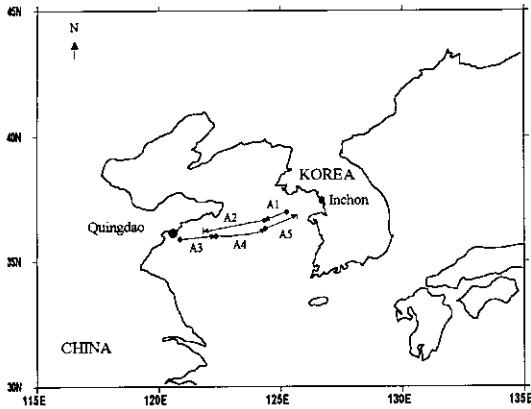 45N
N
40N
KOREA
Inchon
A1
A2
Quingdao
A3
A4
A5
35N
CHINA
30N
115E
120E
125E
130E
135E